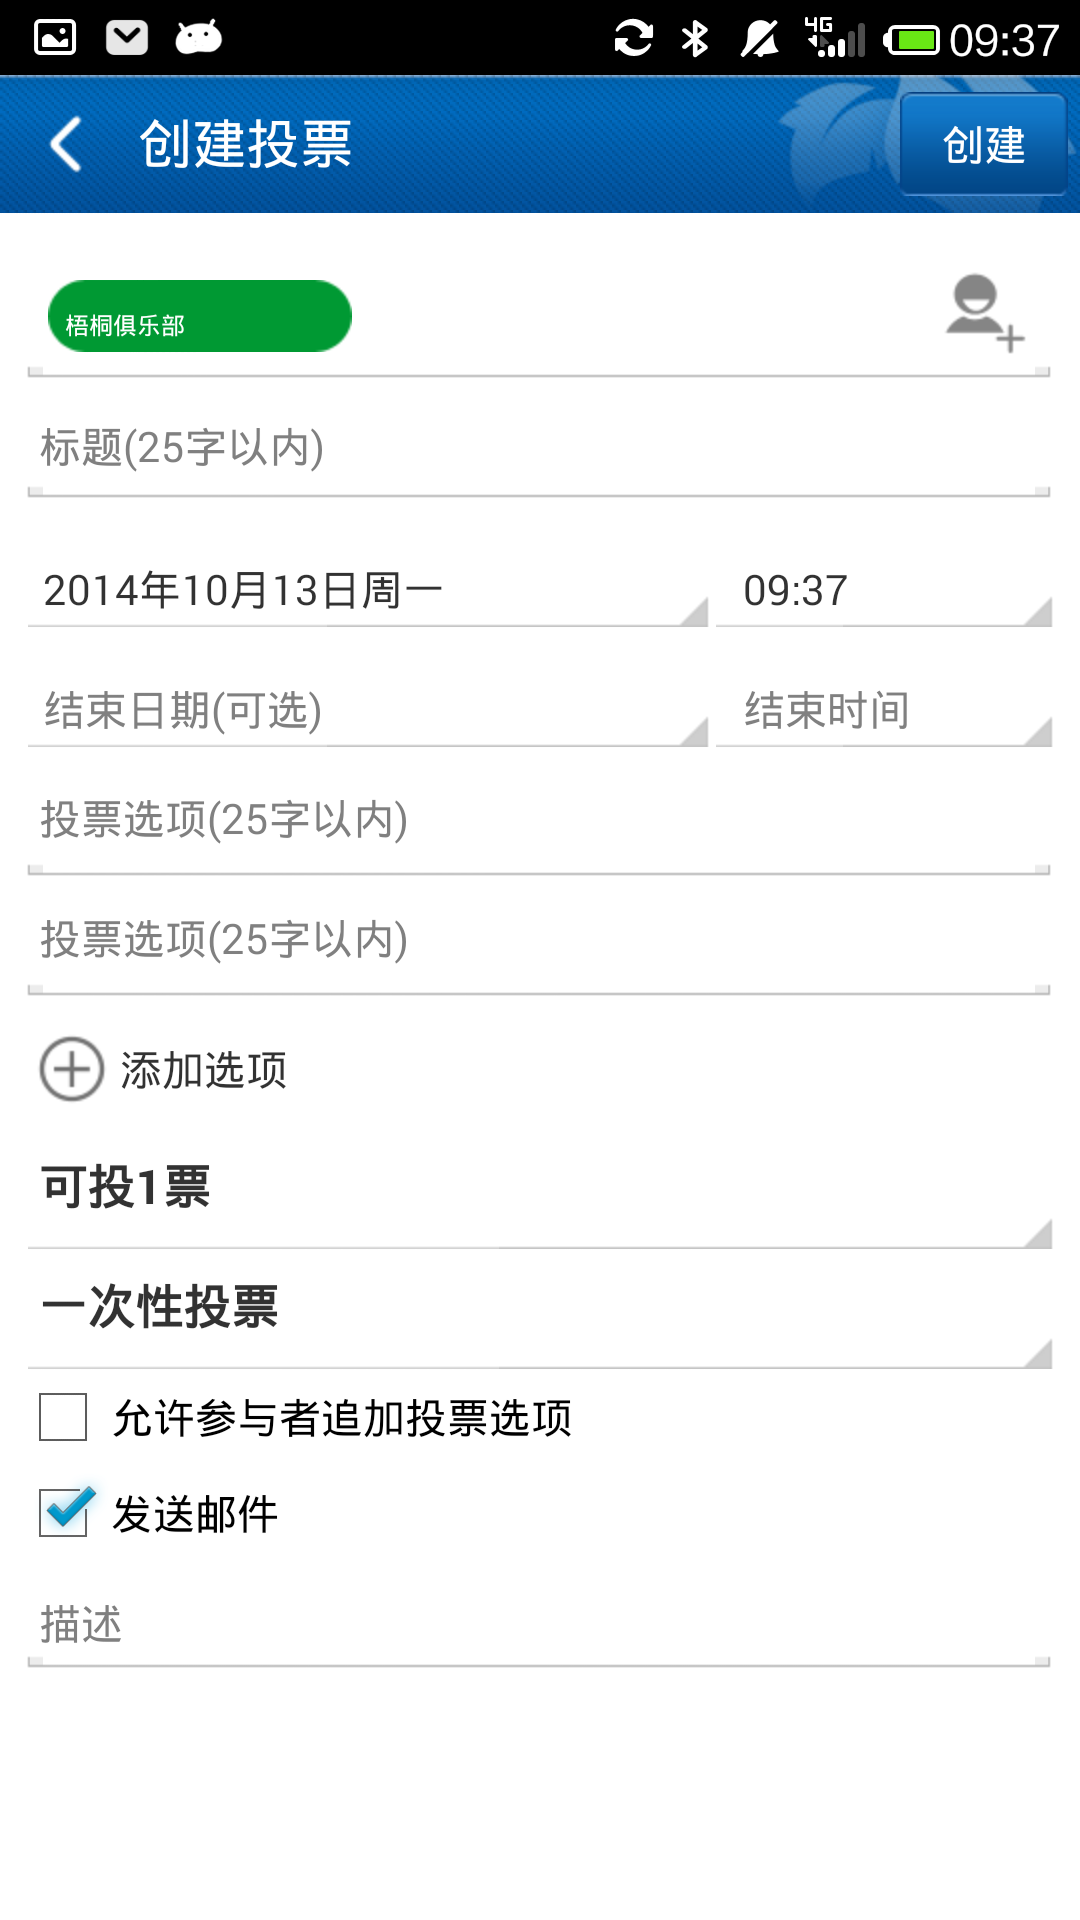 4G 09:37
创建投票
创建
梧桐俱乐部
标题(25字以内)
2014年10月13日周一 09:37
结束日期(可选) 结束时间
投票选项(25字以内)
投票选项(25字以内)
添加选项
可投1票
一次性投票
允许参与者追加投票选项
发送邮件
描述